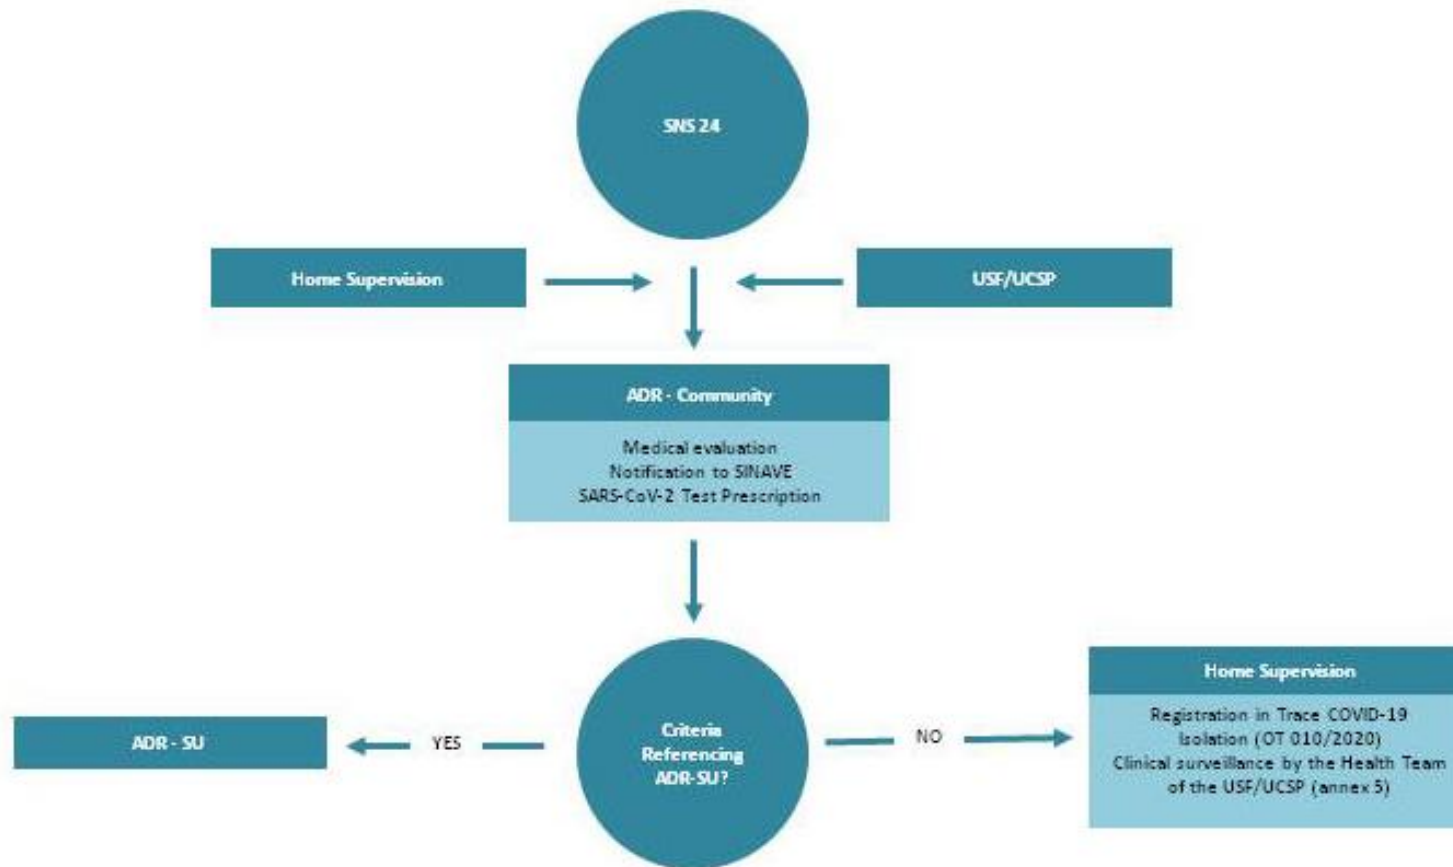 SNS 24
Home Supervision
USF/UCSP
ADR - Community
Medical evaluation
Notification to SINAVE
SARS-CoV-2 Test Prescription
Criteria
Referencing
ADR-SU?
YES
ADR - SU
NO
Home Supervision
Registration in Trace COVID-19
Isolation (OT 010/2020)
Clinical surveillance by the Health Team
of the USF/UCSP (annex 5)